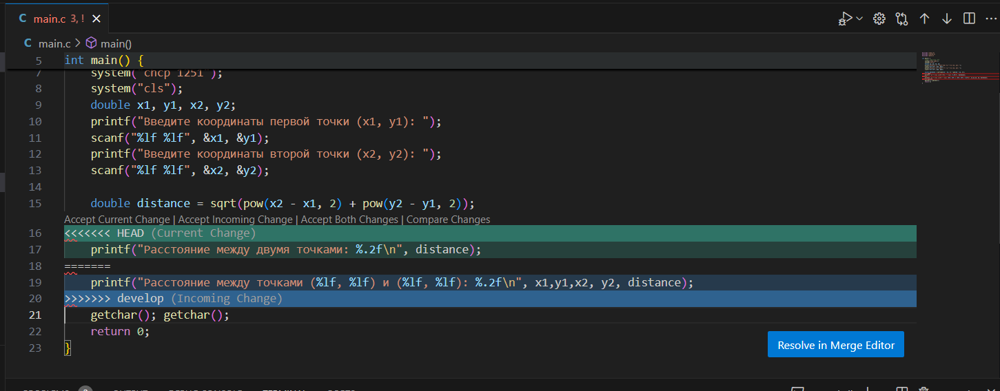 main.c 3, !
main.c > main()
5 int main() {
7 system("chcp 1251");
8 system("cls");
9 double x1, y1, x2, y2;
10 printf("Введите координаты первой точки (x1, y1): ");
11 scanf("%lf %lf", &x1, &y1);
12 printf("Введите координаты второй точки (x2, y2): ");
13 scanf("%lf %lf", &x2, &y2);
14
15 double distance = sqrt(pow(x2 - x1, 2) + pow(y2 - y1, 2));
Accept Current Change | Accept Incoming Change | Accept Both Changes | Compare Changes
16 <<<<<<< HEAD (Current Change)
17 printf("Расстояние между двумя точками: %.2f\n", distance);
18 =======
19 printf("Расстояние между точками (%lf, %lf) и (%lf, %lf): %.2f\n", x1,y1,x2, y2, distance);
20 >>>>>>> develop (Incoming Change)
21 getchar(); getchar();
22 return 0;
23 }
Resolve in Merge Editor